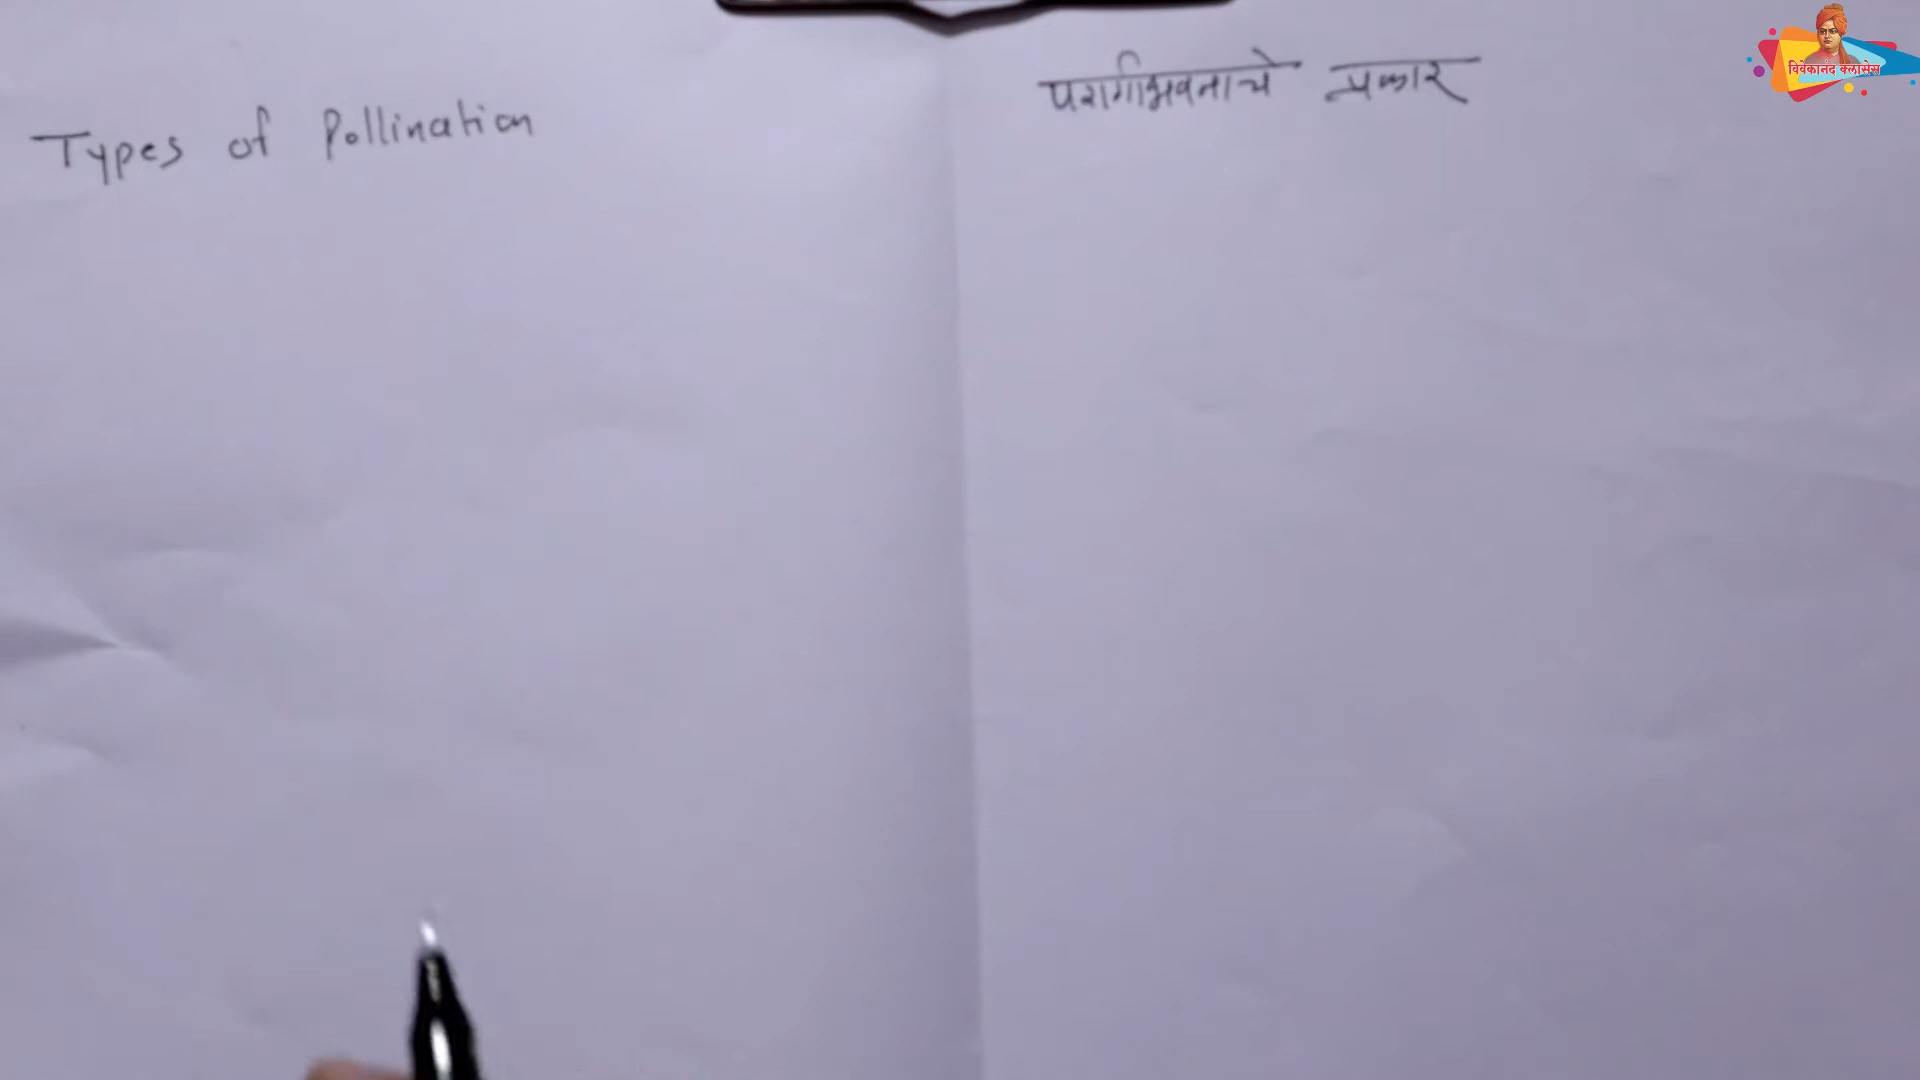 Types of Pollination
परागीभवनाचे प्रकार
विवेकानंद क्लासेस